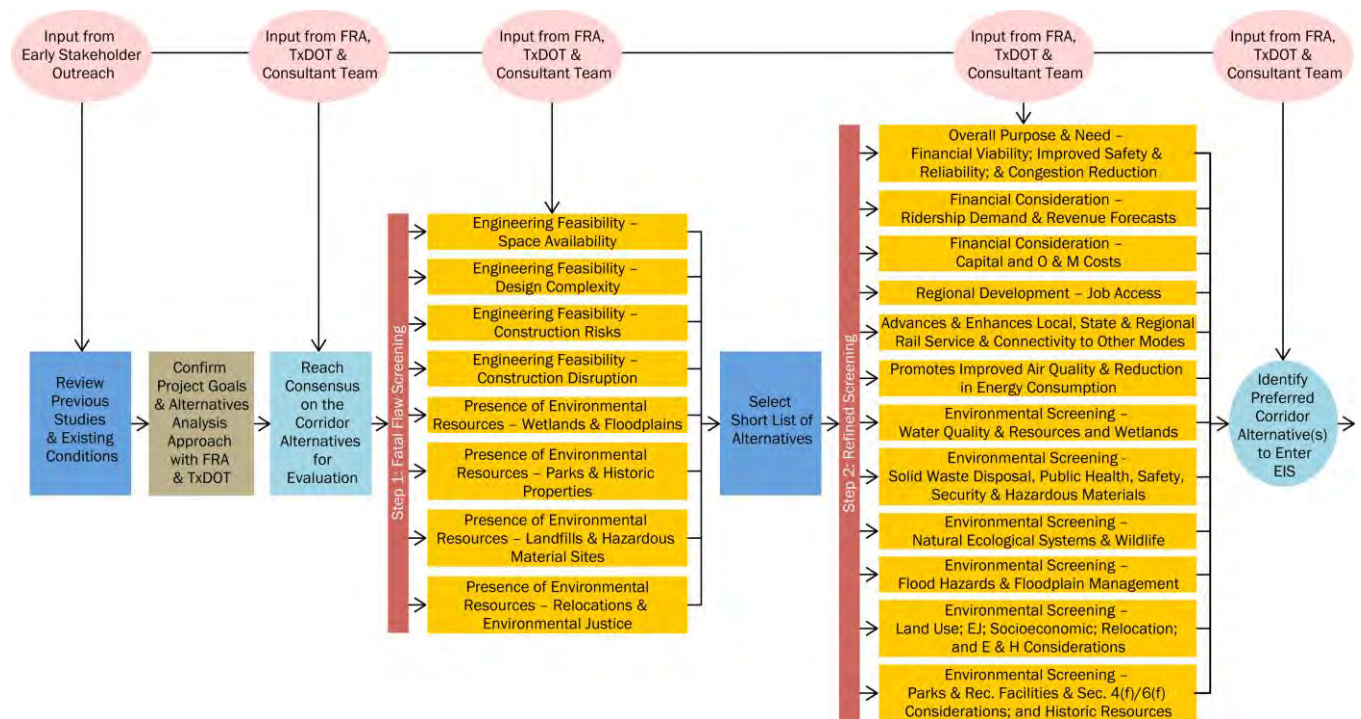 Input from
Early Stakeholder
Outreach
Input from FRA,
TxDOT &
Consultant Team
Input from FRA,
TxDOT &
Consultant Team
Input from FRA,
TxDOT &
Consultant Team
Input from FRA,
TxDOT &
Consultant Team
Review
Previous
Studies
& Existing
Conditions
Confirm
Project Goals
& Alternatives
Analysis
Approach
with FRA
& TxDOT
Reach
Consensus
on the
Corridor
Alternatives
for
Evaluation
Step 1: Fatal Flaw Screening
Engineering Feasibility –
Space Availability
Engineering Feasibility –
Design Complexity
Engineering Feasibility –
Construction Risks
Engineering Feasibility –
Construction Disruption
Presence of Environmental
Resources – Wetlands & Floodplains
Presence of Environmental
Resources – Parks & Historic
Properties
Presence of Environmental
Resources – Landfills & Hazardous
Material Sites
Presence of Environmental
Resources – Relocations &
Environmental Justice
Select
Short List of
Alternatives
Step 2: Refined Screening
Overall Purpose & Need –
Financial Viability; Improved Safety &
Reliability; & Congestion Reduction
Financial Consideration –
Ridership Demand & Revenue Forecasts
Financial Consideration –
Capital and O & M Costs
Regional Development – Job Access
Advances & Enhances Local, State & Regional
Rail Service & Connectivity to Other Modes
Promotes Improved Air Quality & Reduction
in Energy Consumption
Environmental Screening –
Water Quality & Resources and Wetlands
Environmental Screening –
Solid Waste Disposal, Public Health, Safety,
Security & Hazardous Materials
Environmental Screening –
Natural Ecological Systems & Wildlife
Environmental Screening –
Flood Hazards & Floodplain Management
Environmental Screening –
Land Use; EJ; Socioeconomic; Relocation;
and E & H Considerations
Environmental Screening –
Parks & Rec. Facilities & Sec. 4(f)/6(f)
Considerations; and Historic Resources
Identify
Preferred
Corridor
Alternative(s)
to Enter
EIS